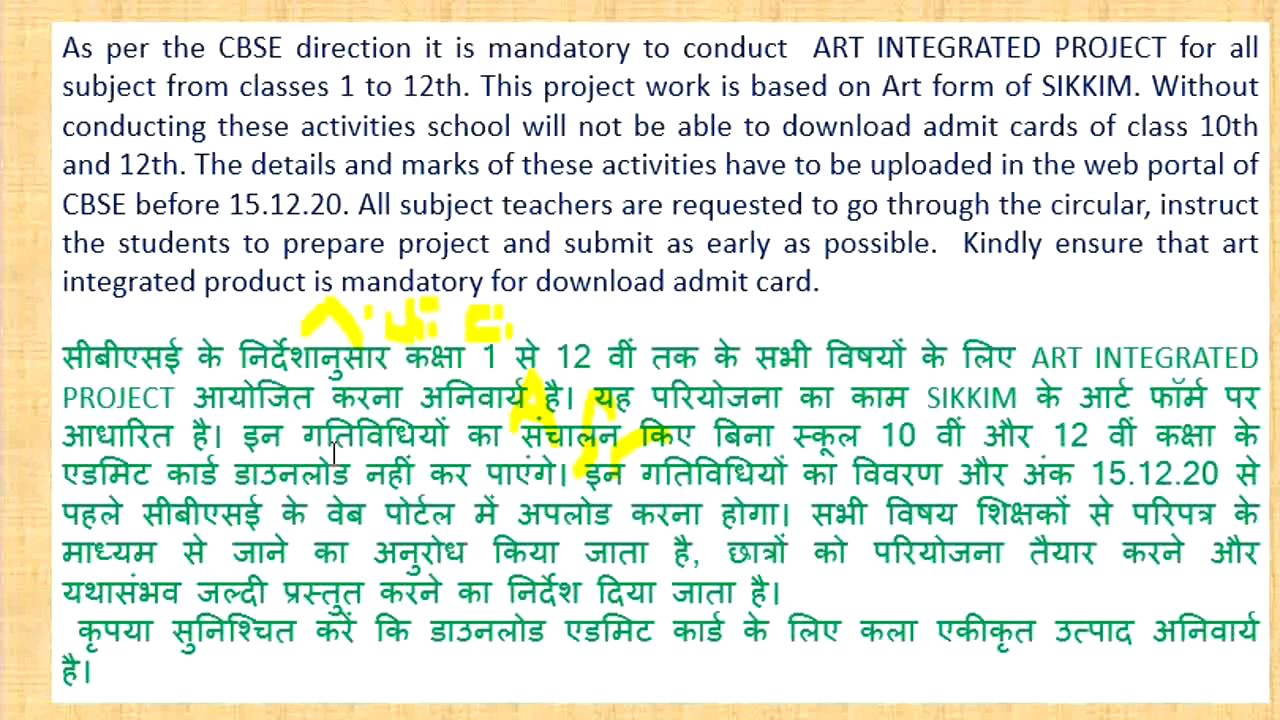 As per the CBSE direction it is mandatory to conduct ART INTEGRATED PROJECT for all
subject from classes 1 to 12th. This project work is based on Art form of SIKKIM. Without
conducting these activities school will not be able to download admit cards of class 10th
and 12th. The details and marks of these activities have to be uploaded in the web portal of
CBSE before 15.12.20. All subject teachers are requested to go through the circular, instruct
the students to prepare project and submit as early as possible. Kindly ensure that art
integrated product is mandatory for download admit card.
सीबीएसई के निर्देशानुसार कक्षा 1 से 12 वीं तक के सभी विषयों के लिए ART INTEGRATED
PROJECT आयोजित करना अनिवार्य है। यह परियोजना का काम SIKKIM के आर्ट फॉर्म पर
आधारित है। इन गतिविधियों का संचालन किए बिना स्कूल 10 वीं और 12 वीं कक्षा के
एडमिट कार्ड डाउनलोड नहीं कर पाएंगे। इन गतिविधियों का विवरण और अंक 15.12.20 से
पहले सीबीएसई के वेब पोर्टल में अपलोड करना होगा। सभी विषय शिक्षकों से परिपत्र के
माध्यम से जाने का अनुरोध किया जाता है, छात्रों को परियोजना तैयार करने और
यथासंभव जल्दी प्रस्तुत करने का निर्देश दिया जाता है।
कृपया सुनिश्चित करें कि डाउनलोड एडमिट कार्ड के लिए कला एकीकृत उत्पाद अनिवार्य
है।